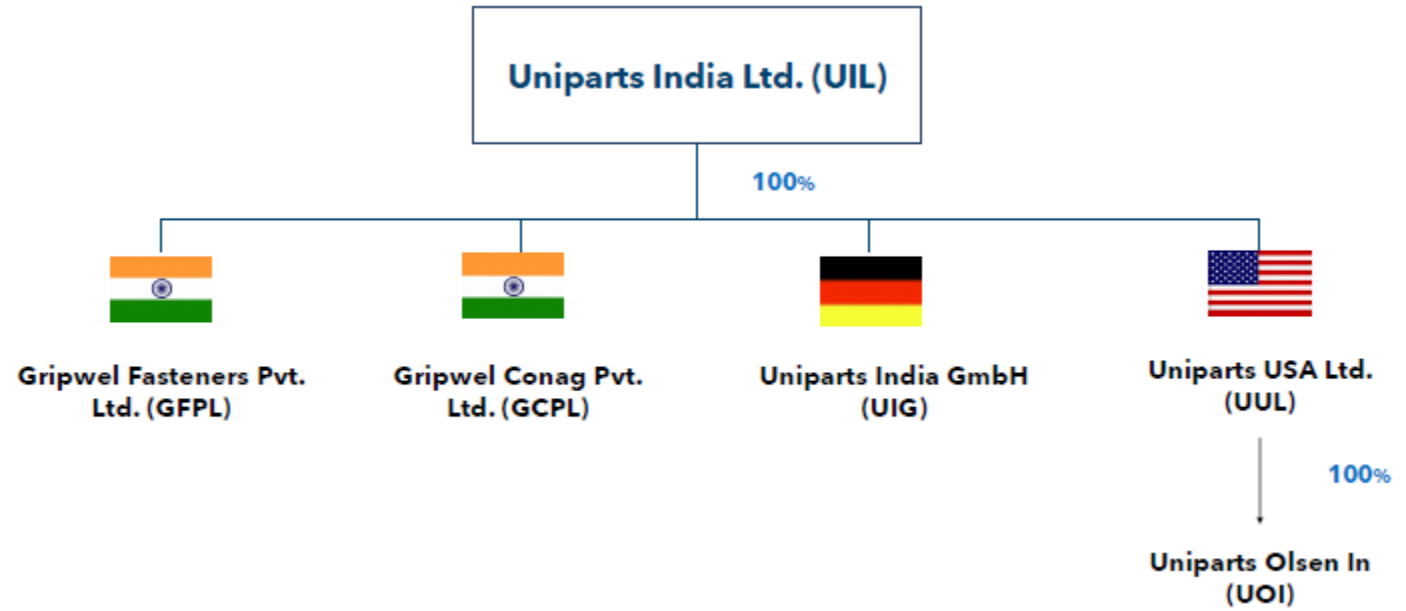 Uniparts India Ltd. (UIL)
100%
Gripwel Fasteners Pvt.
Ltd. (GFPL)
Gripwel Conag Pvt.
Ltd. (GCPL)
Uniparts India GmbH
(UIG)
Uniparts USA Ltd.
(UUL)
100%
Uniparts Olsen In
(UOI)